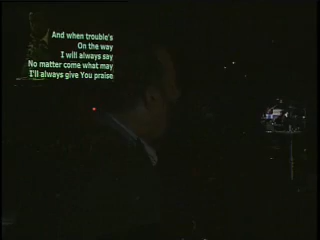 And when trouble's
On the way
I will always say
No matter come what may
I'll always give You praise